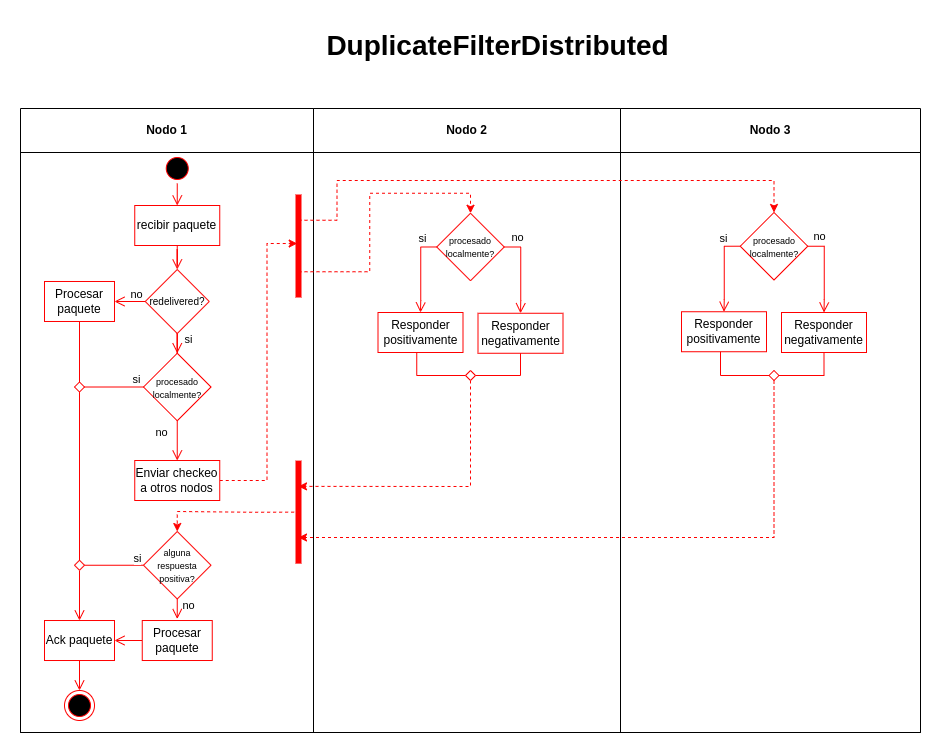 DuplicateFilterDistributed
Nodo 1
Nodo 2
Nodo 3
recibir paquete
redelivered?
no
Procesar
paquete
si
procesado
localmente?
si
no
Enviar checkeo
a otros nodos
alguna
respuesta
positiva?
si
no
Procesar
paquete
Ack paquete
procesado
localmente?
si
no
Responder
positivamente
Responder
negativamente
procesado
localmente?
si
no
Responder
positivamente
Responder
negativamente